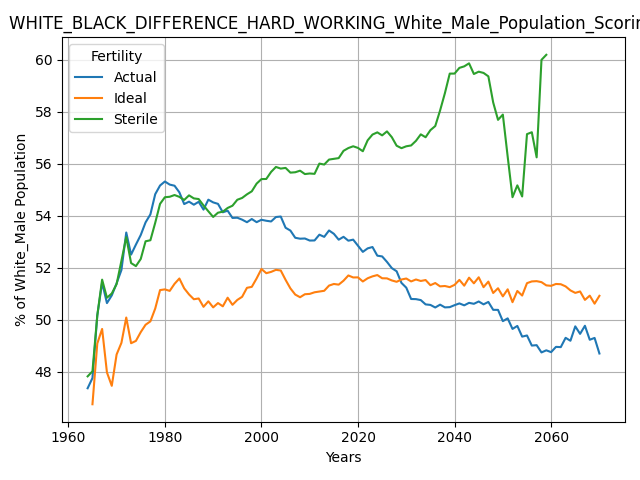 WHITE_BLACK_DIFFERENCE_HARD_WORKING_White_Male_Population_Scorin
Fertility
Actual
Ideal
Sterile
% of White_Male Population
60
58
56
54
52
50
48
1960
1980
2000
2020
2040
2060
Years